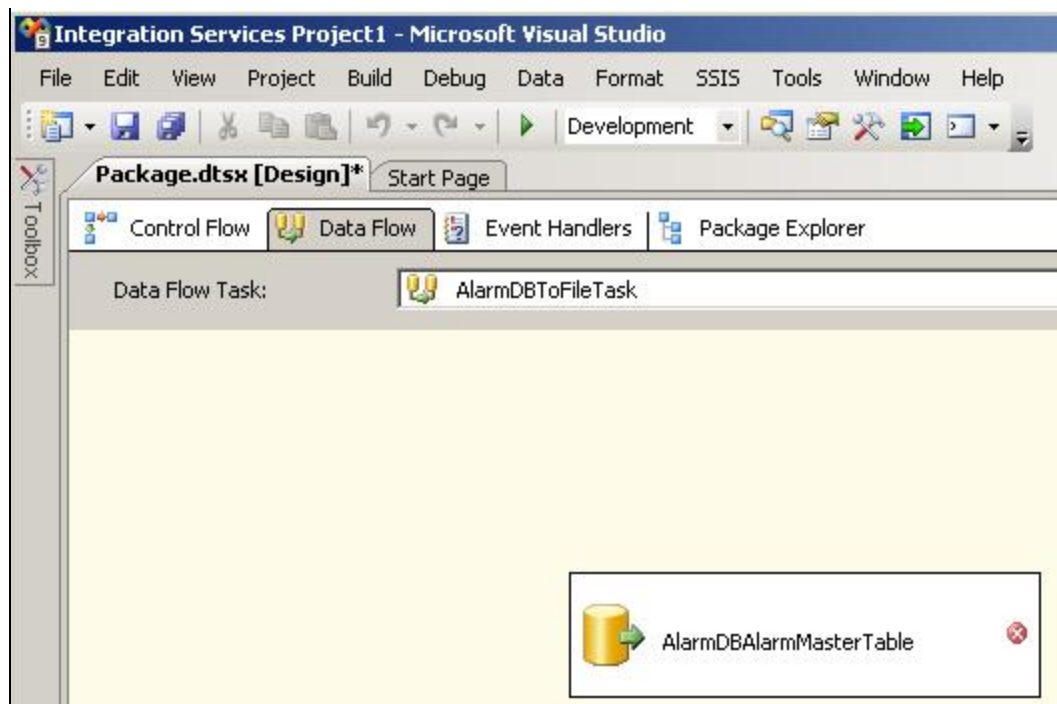 Integration Services Project1 - Microsoft Visual Studio
File Edit View Project Build Debug Data Format SSIS Tools Window Help
Development
Package.dtsx [Design]* Start Page
Toolbox
Control Flow Data Flow Event Handlers Package Explorer
Data Flow Task: AlarmDBToFileTask
AlarmDBAlarmMasterTable